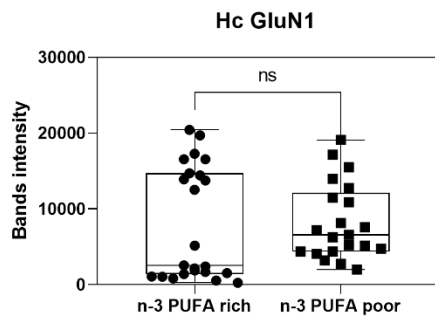 Hc GluN1
30000
ns
20000
Bands intensity
10000
0
n-3 PUFA rich n-3 PUFA poor